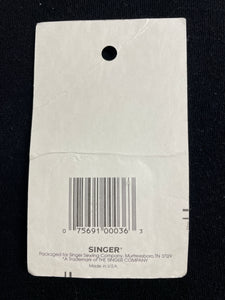 0 75691 00036 3
SINGER*
Packaged for Singer Sewing Company, Murfreesboro, TN 37129
*A Trademark of THE SINGER COMPANY
Made in U.S.A.